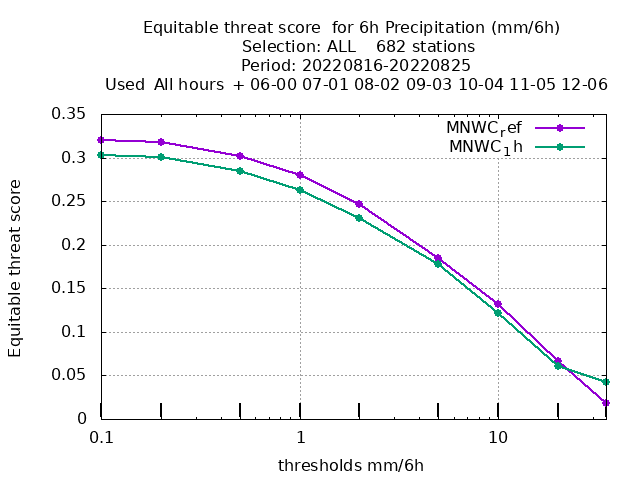 Equitable threat score  for 6h Precipitation (mm/6h)
Selection: ALL    682 stations
Period: 20220816-20220825
Used  All hours  + 06-00 07-01 08-02 09-03 10-04 11-05 12-06
MNWC_ref
MNWC_1h
Equitable threat score
0.35
0.3
0.25
0.2
0.15
0.1
0.05
0
0.1 1 10
thresholds mm/6h